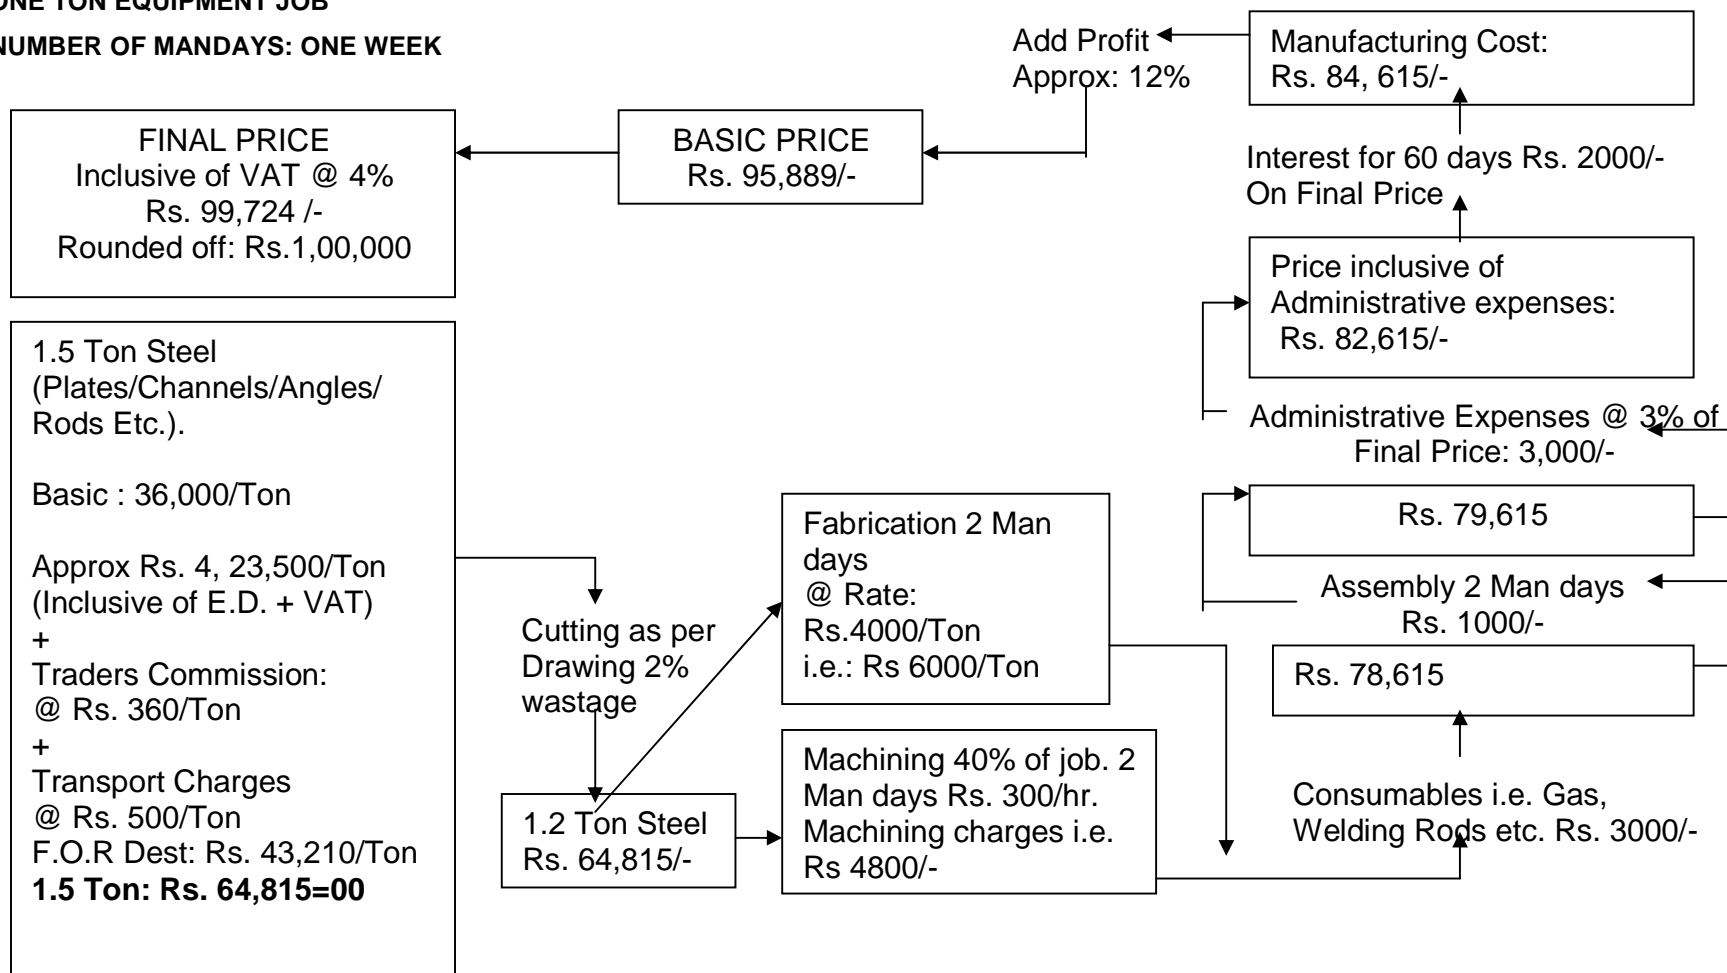 ONE TON EQUIPMENT JOB
NUMBER OF MANDAYS: ONE WEEK
Add Profit
Approx: 12%
Manufacturing Cost:
Rs. 84, 615/-
FINAL PRICE
Inclusive of VAT @ 4%
Rs. 99,724 /-
Rounded off: Rs.1,00,000
BASIC PRICE
Rs. 95,889/-
Interest for 60 days Rs. 2000/-
On Final Price
Price inclusive of
Administrative expenses:
Rs. 82,615/-
Administrative Expenses @ 3% of
Final Price: 3,000/-
Rs. 79,615
Assembly 2 Man days
Rs. 1000/-
Rs. 78,615
Consumables i.e. Gas,
Welding Rods etc. Rs. 3000/-
1.5 Ton Steel
(Plates/Channels/Angles/
Rods Etc.).
Basic : 36,000/Ton
Approx Rs. 4, 23,500/Ton
(Inclusive of E.D. + VAT)
+
Traders Commission:
@ Rs. 360/Ton
+
Transport Charges
@ Rs. 500/Ton
F.O.R Dest: Rs. 43,210/Ton
1.5 Ton: Rs. 64,815=00
Cutting as per
Drawing 2%
wastage
1.2 Ton Steel
Rs. 64,815/-
Fabrication 2 Man
days
@ Rate:
Rs.4000/Ton
i.e.: Rs 6000/Ton
Machining 40% of job. 2
Man days Rs. 300/hr.
Machining charges i.e.
Rs 4800/-